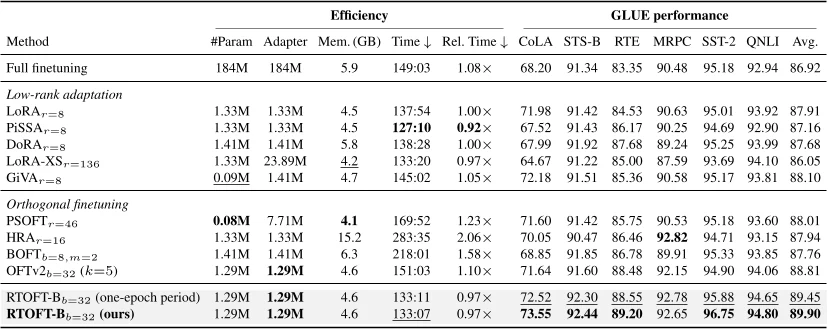 Efficiency GLUE performance
Method #Param Adapter Mem. (GB) Time ↓ Rel. Time ↓ CoLA STS-B RTE MRPC SST-2 QNLI Avg.
Full finetuning 184M 184M 5.9 149:03 1.08× 68.20 91.34 83.35 90.48 95.18 92.94 86.92
Low-rank adaptation
LoRA_{r=8} 1.33M 1.33M 4.5 137:54 1.00× 71.98 91.42 84.53 90.63 95.01 93.92 87.91
PiSSA_{r=8} 1.33M 1.33M 4.5 127:10 0.92× 67.52 91.43 86.17 90.25 94.69 92.90 87.16
DoRA_{r=8} 1.41M 1.41M 5.8 138:28 1.00× 67.99 91.92 87.68 89.24 95.25 93.99 87.68
LoRA-XS_{r=136} 1.33M 23.89M 4.2 133:20 0.97× 64.67 91.22 85.00 87.59 93.69 94.10 86.05
GiVA_{r=8} 0.09M 1.41M 4.7 145:02 1.05× 72.18 91.51 85.36 90.58 95.17 93.81 88.10
Orthogonal finetuning
PSOFT_{r=46} 0.08M 7.71M 4.1 169:52 1.23× 71.60 91.42 85.75 90.53 95.18 93.60 88.01
HRA_{r=16} 1.33M 1.33M 15.2 283:35 2.06× 70.05 90.47 86.46 92.82 94.71 93.15 87.94
BOFT_{b=8,m=2} 1.41M 1.41M 6.3 218:01 1.58× 68.85 91.85 86.78 89.91 95.33 93.85 87.76
OFTv2_{b=32} (k=5) 1.29M 1.29M 4.6 151:03 1.10× 71.64 91.60 88.48 92.15 94.90 94.06 88.81
RTOFT-B_{b=32} (one-epoch period) 1.29M 1.29M 4.6 133:11 0.97× 72.52 92.30 88.55 92.78 95.88 94.65 89.45
RTOFT-B_{b=32} (ours) 1.29M 1.29M 4.6 133:07 0.97× 73.55 92.44 89.20 92.65 96.75 94.80 89.90